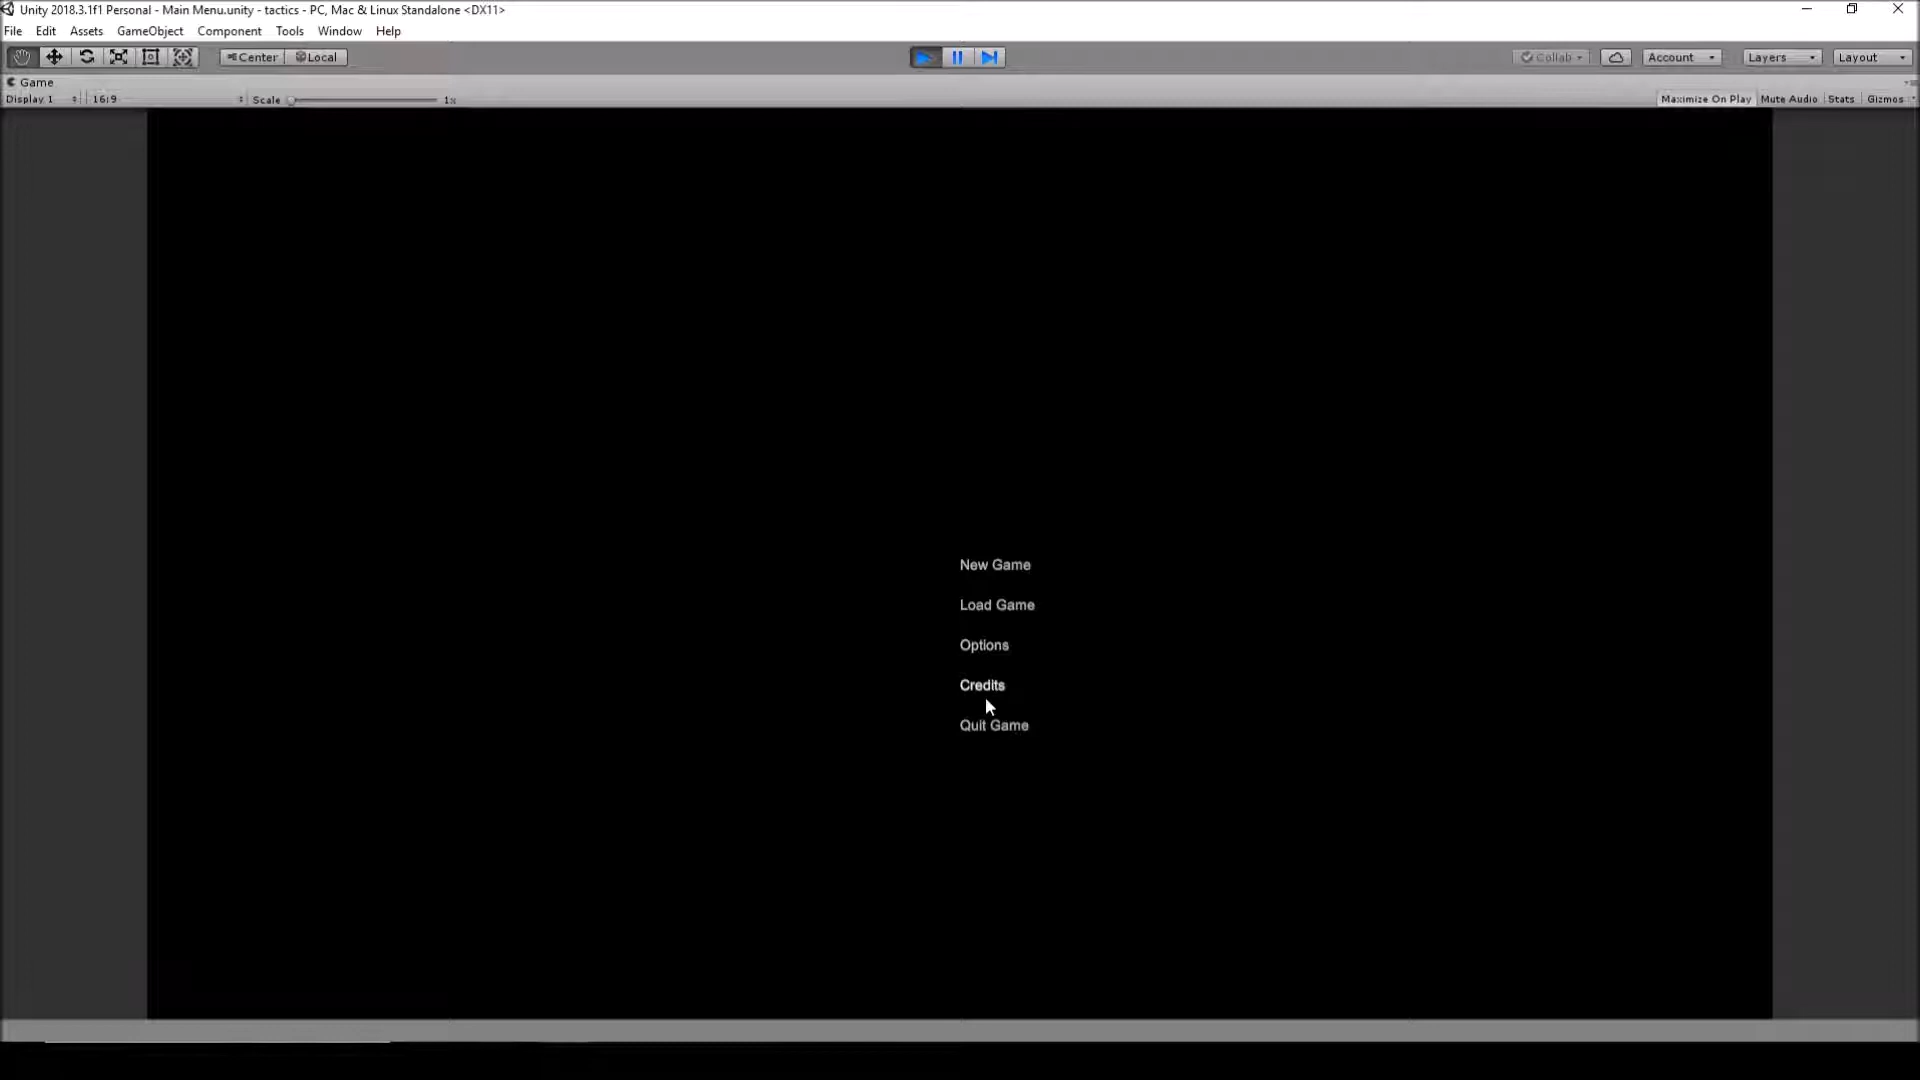 Unity 2018.3.1f1 Personal - Main Menu.unity - tactics - PC, Mac & Linux Standalone <DX11>
File Edit Assets GameObject Component Tools Window Help
Center Local Collab Account Layers Layout
Game
Display 1 16:9 Scale 1x Maximize On Play Mute Audio Stats Gizmos
New Game
Load Game
Options
Credits
Quit Game